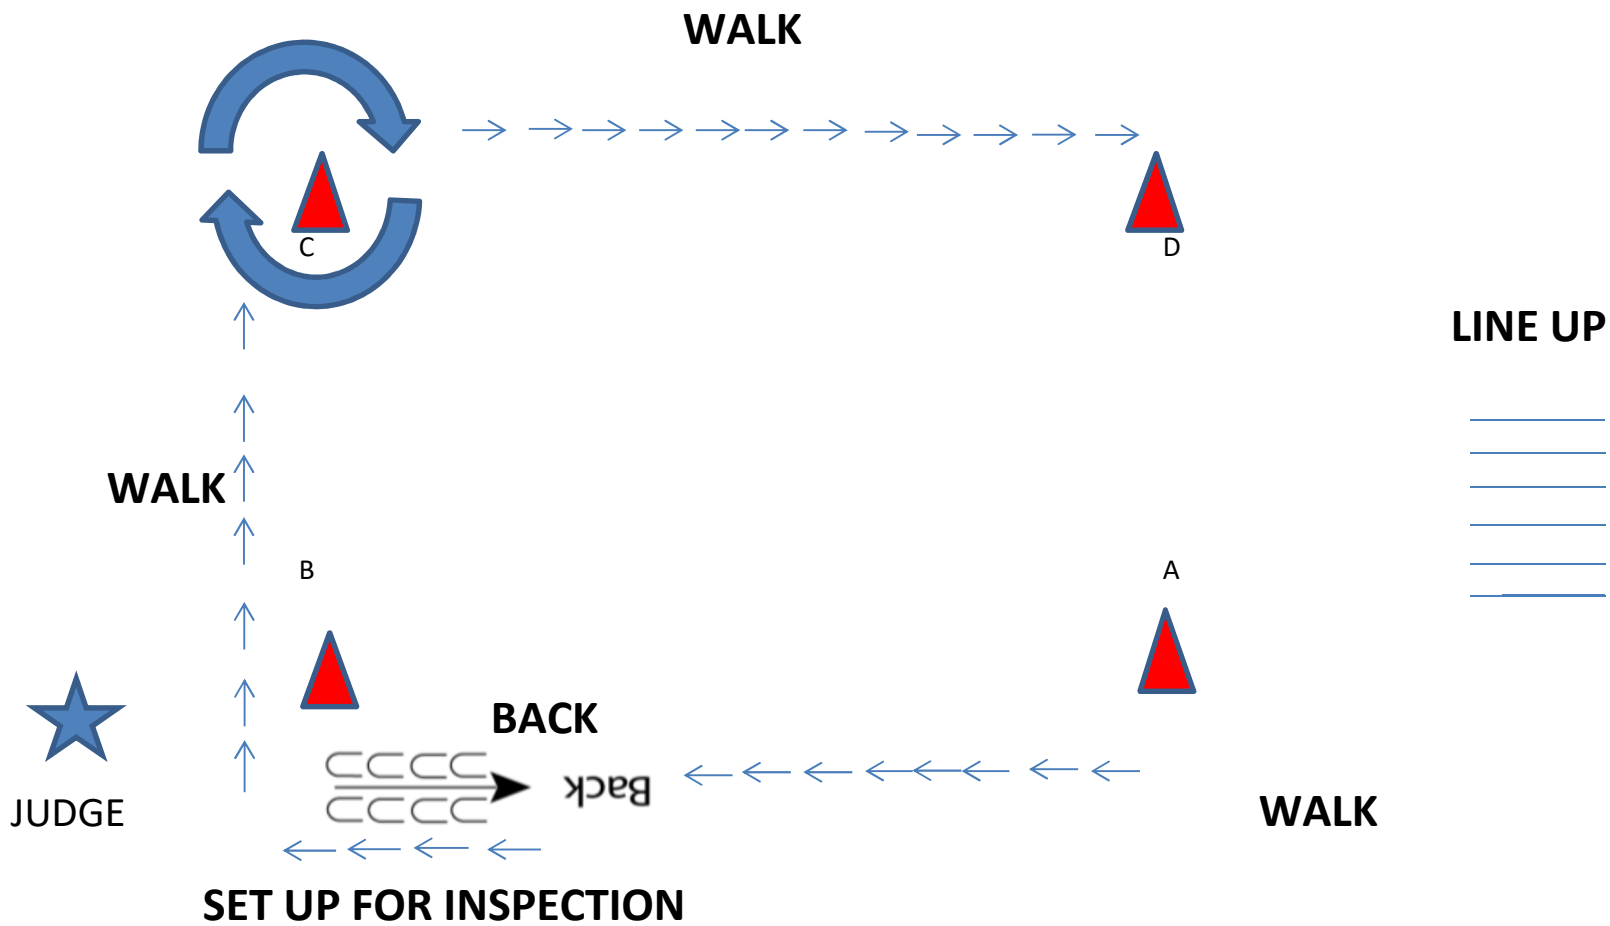 WALK
C
D
LINE UP
WALK
B
A
BACK
Back
JUDGE
WALK
SET UP FOR INSPECTION